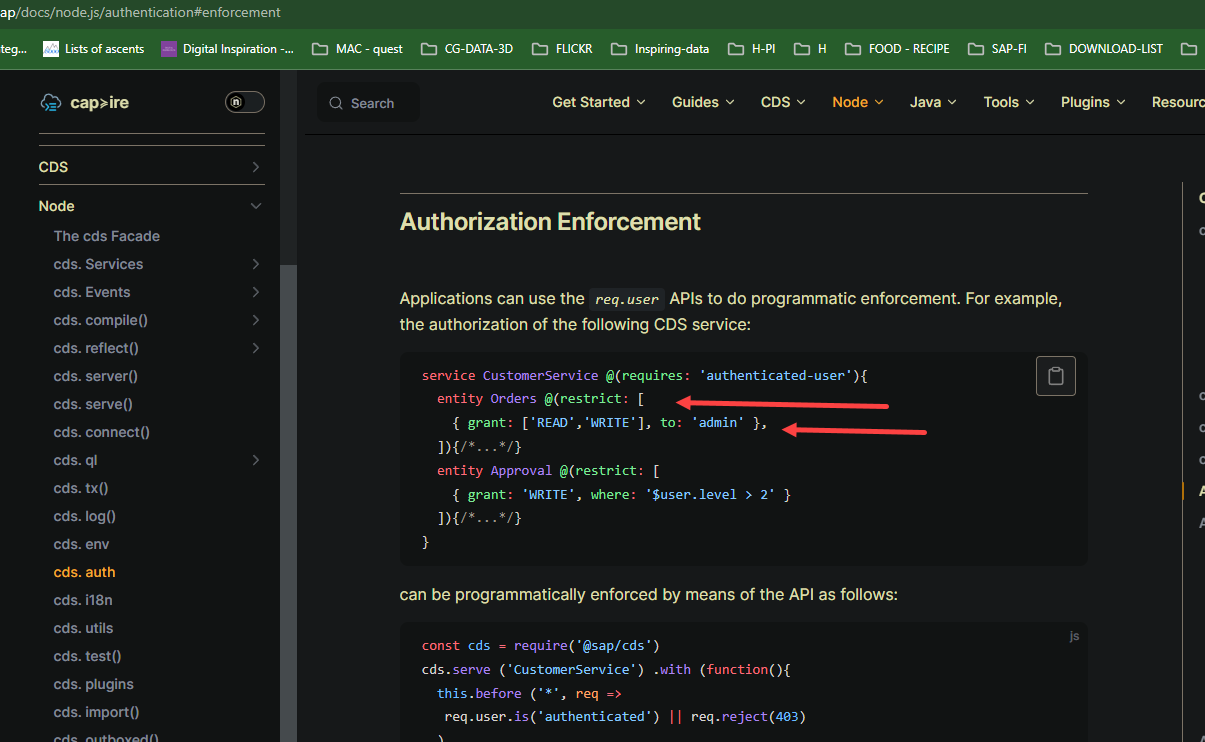 ap/docs/node.js/authentication#enforcement
teg... Lists of ascents Digital Inspiration -... MAC - quest CG-DATA-3D FLICKR Inspiring-data H-PI H FOOD - RECIPE SAP-FI DOWNLOAD-LIST
cap>ire
Search
Get Started Guides CDS Node Java Tools Plugins Resourc
CDS
Node
The cds Facade
cds. Services
cds. Events
cds. compile()
cds. reflect()
cds. server()
cds. serve()
cds. connect()
cds. ql
cds. tx()
cds. log()
cds. env
cds. auth
cds. i18n
cds. utils
cds. test()
cds. plugins
cds. import()
cds. outboxed()
Authorization Enforcement
Applications can use the req.user APIs to do programmatic enforcement. For example,
the authorization of the following CDS service:
service CustomerService @(requires: 'authenticated-user'){
entity Orders @(restrict: [
{ grant: ['READ','WRITE'], to: 'admin' },
]){/*...*/}
entity Approval @(restrict: [
{ grant: 'WRITE', where: '$user.level > 2' }
]){/*...*/}
}
can be programmatically enforced by means of the API as follows:
js
const cds = require('@sap/cds')
cds.serve ('CustomerService') .with (function(){
this.before ('*', req =>
req.user.is('authenticated') || req.reject(403)
)